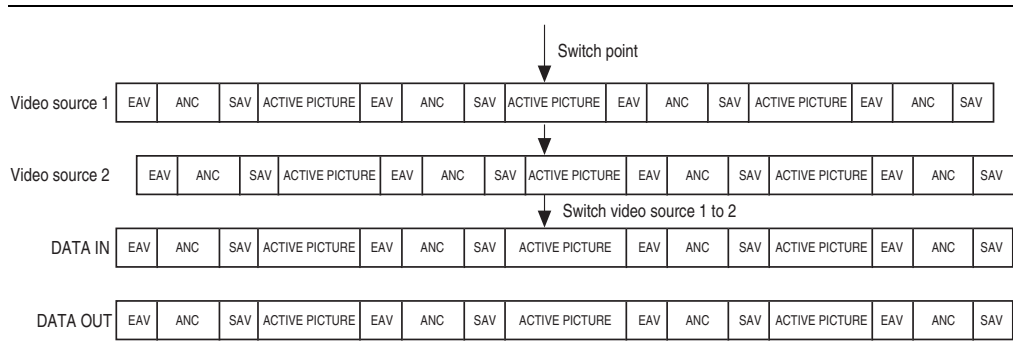 Switch point
Video source 1 EAV ANC SAV ACTIVE PICTURE EAV ANC SAV ACTIVE PICTURE EAV ANC SAV ACTIVE PICTURE EAV ANC SAV
Video source 2 EAV ANC SAV ACTIVE PICTURE EAV ANC SAV ACTIVE PICTURE EAV ANC SAV ACTIVE PICTURE EAV ANC SAV
Switch video source 1 to 2
DATA IN EAV ANC SAV ACTIVE PICTURE EAV ANC SAV ACTIVE PICTURE EAV ANC SAV ACTIVE PICTURE EAV ANC SAV
DATA OUT EAV ANC SAV ACTIVE PICTURE EAV ANC SAV ACTIVE PICTURE EAV ANC SAV ACTIVE PICTURE EAV ANC SAV